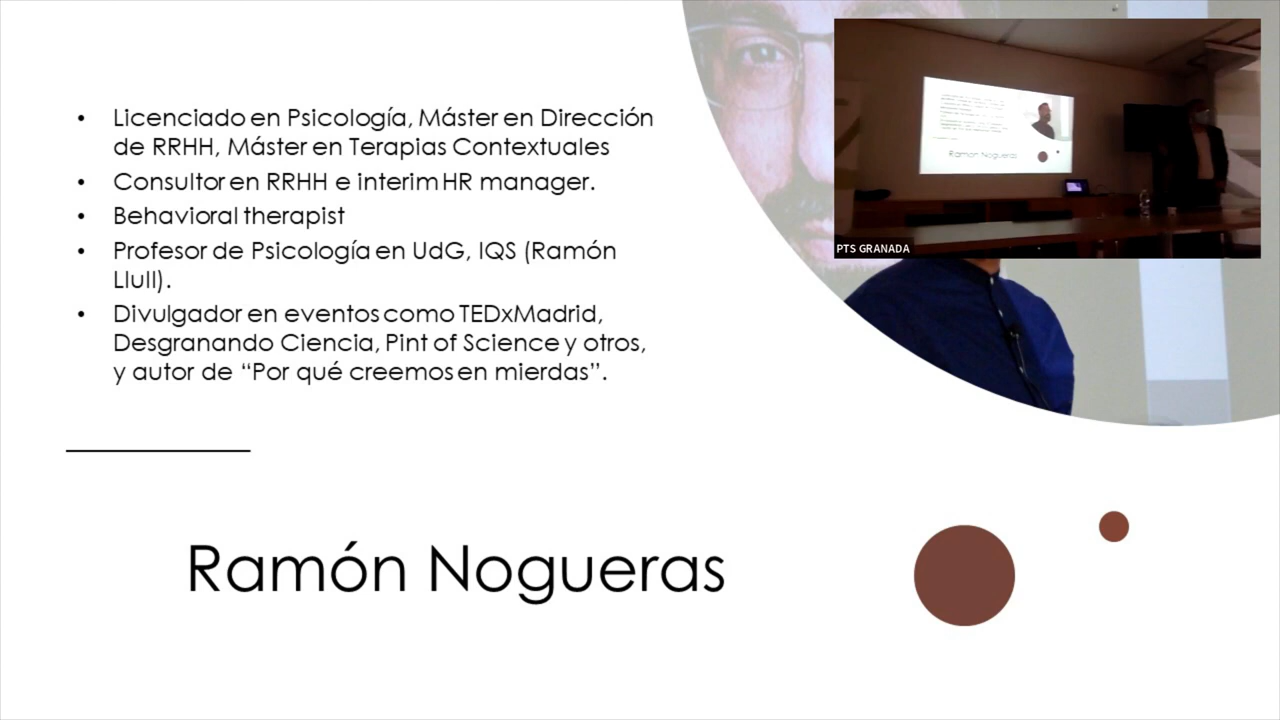 Licenciado en Psicología, Máster en Dirección
de RRHH, Máster en Terapias Contextuales
Consultor en RRHH e interim HR manager.
Behavioral therapist
Profesor de Psicología en UdG, IQS (Ramón
Llull).
Divulgador en eventos como TEDxMadrid,
Desgranando Ciencia, Pint of Science y otros,
y autor de “Por qué creemos en mierdas”.
Ramón Nogueras
Ramón Nogueras
PTS GRANADA